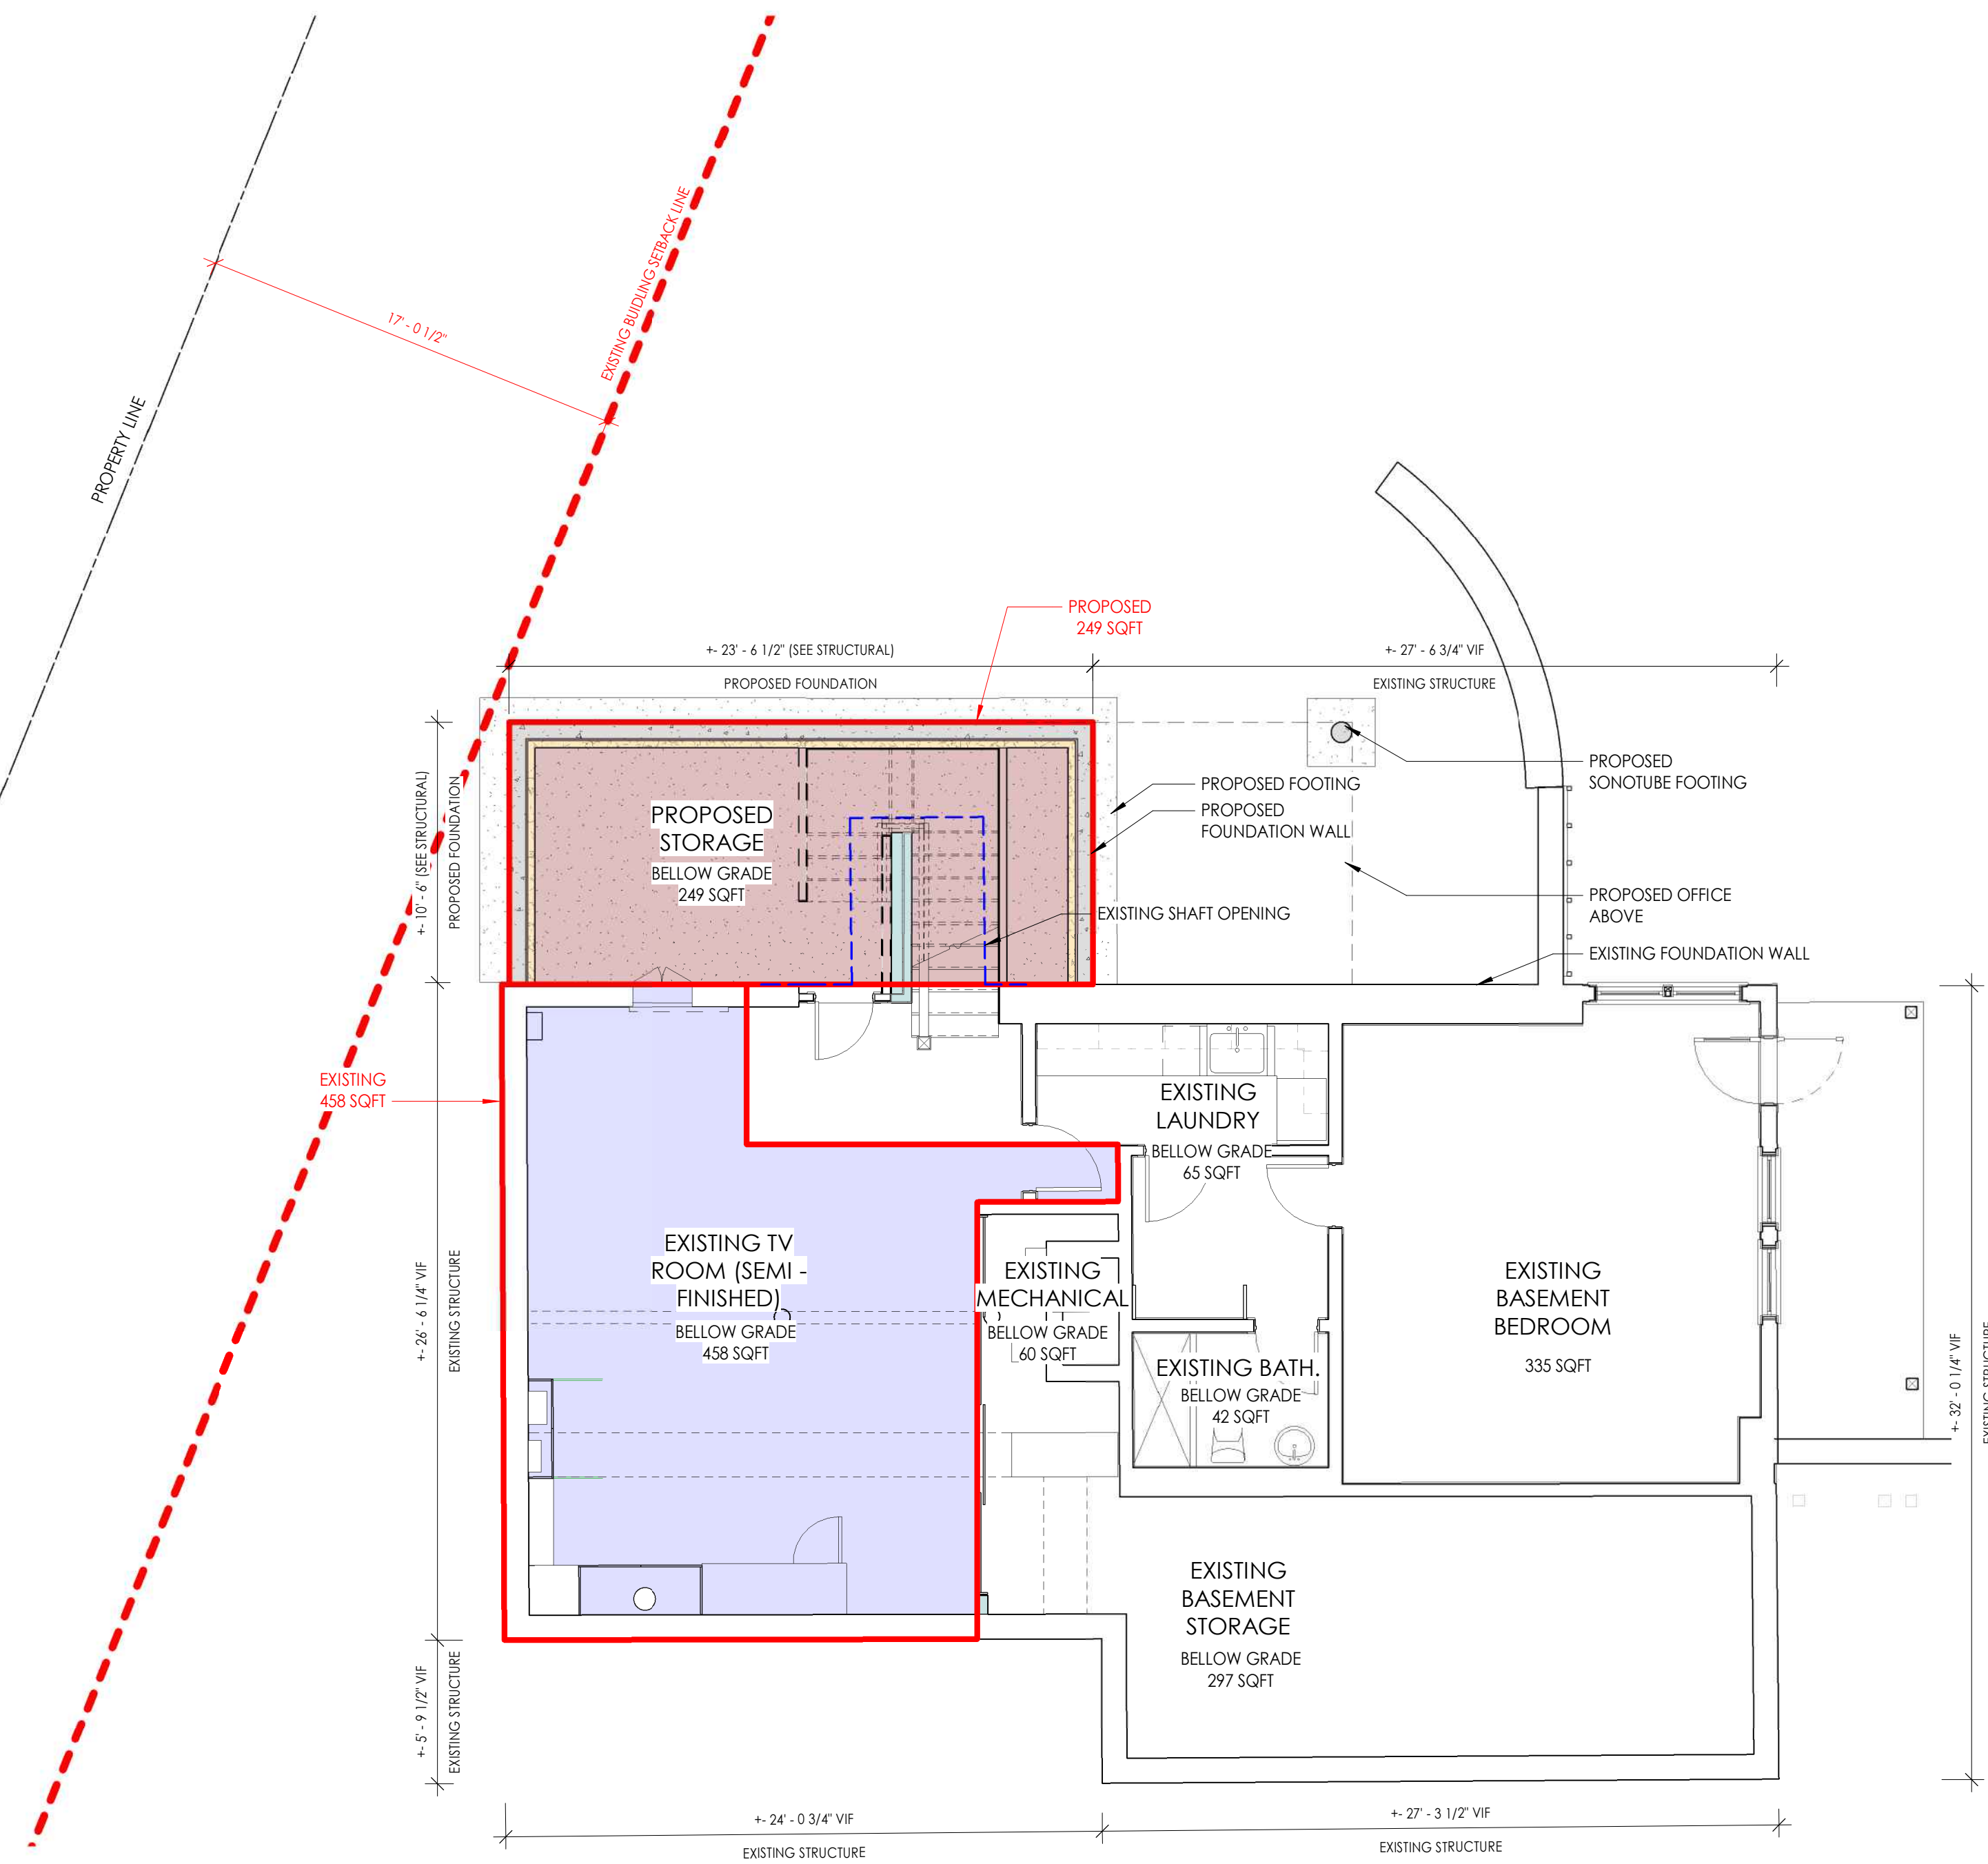 PROPERTY LINE
17' - 0 1/2"
EXISTING BUIDLING SETBACK LINE
PROPOSED
249 SQFT
+- 23' - 6 1/2" (SEE STRUCTURAL)
PROPOSED FOUNDATION
+- 27' - 6 3/4" VIF
EXISTING STRUCTURE
+- 10' - 6" (SEE STRUCTURAL)
PROPOSED FOUNDATION
PROPOSED
STORAGE
BELLOW GRADE
249 SQFT
PROPOSED FOOTING
PROPOSED
FOUNDATION WALL
EXISTING SHAFT OPENING
PROPOSED
SONOTUBE FOOTING
PROPOSED OFFICE
ABOVE
EXISTING FOUNDATION WALL
EXISTING
458 SQFT
+- 26' - 6 1/4" VIF
EXISTING STRUCTURE
EXISTING
LAUNDRY
BELLOW GRADE
65 SQFT
EXISTING TV
ROOM (SEMI -
FINISHED)
BELLOW GRADE
458 SQFT
EXISTING
MECHANICAL
BELLOW GRADE
60 SQFT
EXISTING BATH.
BELLOW GRADE
42 SQFT
EXISTING
BASEMENT
BEDROOM
335 SQFT
+- 32' - 0 1/4" VIF
EXISTING STRUCTURE
EXISTING
BASEMENT
STORAGE
BELLOW GRADE
297 SQFT
+- 5' - 9 1/2" VIF
EXISTING STRUCTURE
+- 24' - 0 3/4" VIF
EXISTING STRUCTURE
+- 27' - 3 1/2" VIF
EXISTING STRUCTURE